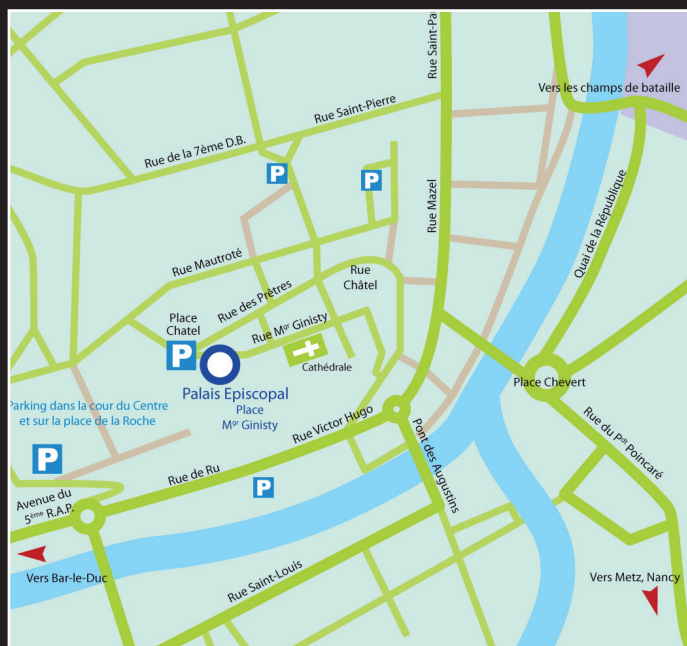 Rue Saint-Pa
Vers les champs de bataille
Rue Saint-Pierre
Rue de la 7ème D.B.
P
P
Rue Mazel
Quai de la République
Rue Mautroté
Rue
Châtel
Rue des Prêtres
Place
Chatel
Rue Mgr Ginisty
P
Cathédrale
Palais Episcopal
Place
Mgr Ginisty
Place Chevert
Parking dans la cour du Centre
et sur la place de la Roche
Rue Victor Hugo
Pont des Augustins
Rue du Pdt Poincaré
P
Rue de Ru
P
Avenue du
5ème R.A.P.
Vers Bar-le-Duc
Rue Saint-Louis
Vers Metz, Nancy